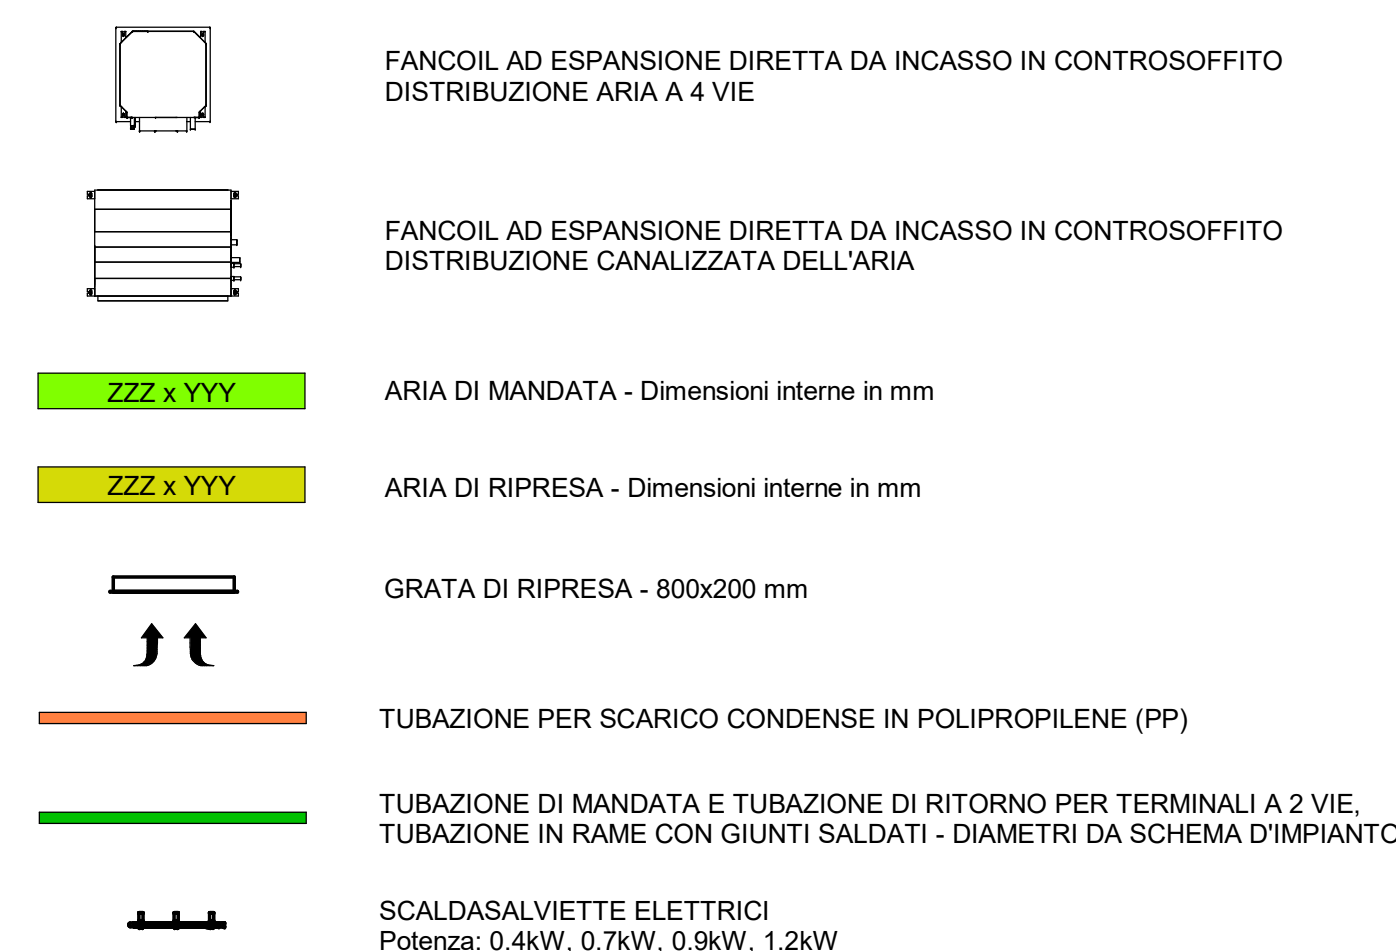 FANCOIL AD ESPANSIONE DIRETTA DA INCASSO IN CONTROSOFFITO
DISTRIBUZIONE ARIA A 4 VIE
FANCOIL AD ESPANSIONE DIRETTA DA INCASSO IN CONTROSOFFITO
DISTRIBUZIONE CANALIZZATA DELL'ARIA
ZZZ x YYY
ARIA DI MANDATA - Dimensioni interne in mm
ZZZ x YYY
ARIA DI RIPRESA - Dimensioni interne in mm
GRATA DI RIPRESA - 800x200 mm
TUBAZIONE PER SCARICO CONDENSE IN POLIPROPILENE (PP)
TUBAZIONE DI MANDATA E TUBAZIONE DI RITORNO PER TERMINALI A 2 VIE,
TUBAZIONE IN RAME CON GIUNTI SALDATI - DIAMETRI DA SCHEMA D'IMPIANTO
SCALDASALVIETTE ELETTRICI
Potenza: 0.4kW, 0.7kW, 0.9kW, 1.2kW